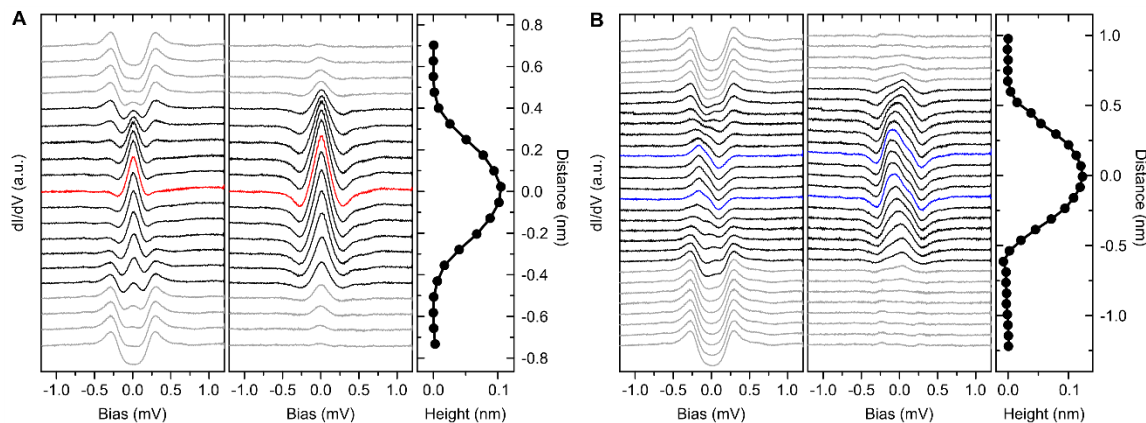 A
dI/dV (a.u.)
-1.0 -0.5 0.0 0.5 1.0
Bias (mV)
-1.0 -0.5 0.0 0.5 1.0
Bias (mV)
0.0 0.1
Height (nm)
0.8
0.6
0.4
0.2
0.0
-0.2
-0.4
-0.6
-0.8
Distance (nm)
B
dI/dV (a.u.)
-1.0 -0.5 0.0 0.5 1.0
Bias (mV)
-1.0 -0.5 0.0 0.5 1.0
Bias (mV)
0.0 0.1
Height (nm)
1.0
0.5
0.0
-0.5
-1.0
Distance (nm)